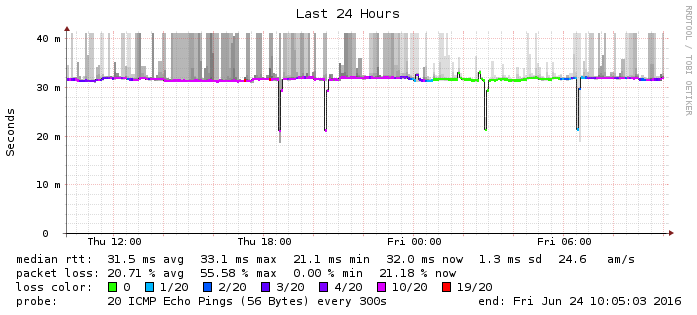 Last 24 Hours
RRDTOOL / TOBI OETIKER
Seconds
40 m
30 m
20 m
10 m
0
Thu 12:00 Thu 18:00 Fri 00:00 Fri 06:00
median rtt: 31.5 ms avg 33.1 ms max 21.1 ms min 32.0 ms now 1.3 ms sd 24.6 am/s
packet loss: 20.71 % avg 55.58 % max 0.00 % min 21.18 % now
loss color: 0 1/20 2/20 3/20 4/20 10/20 19/20
probe: 20 ICMP Echo Pings (56 Bytes) every 300s end: Fri Jun 24 10:05:03 2016